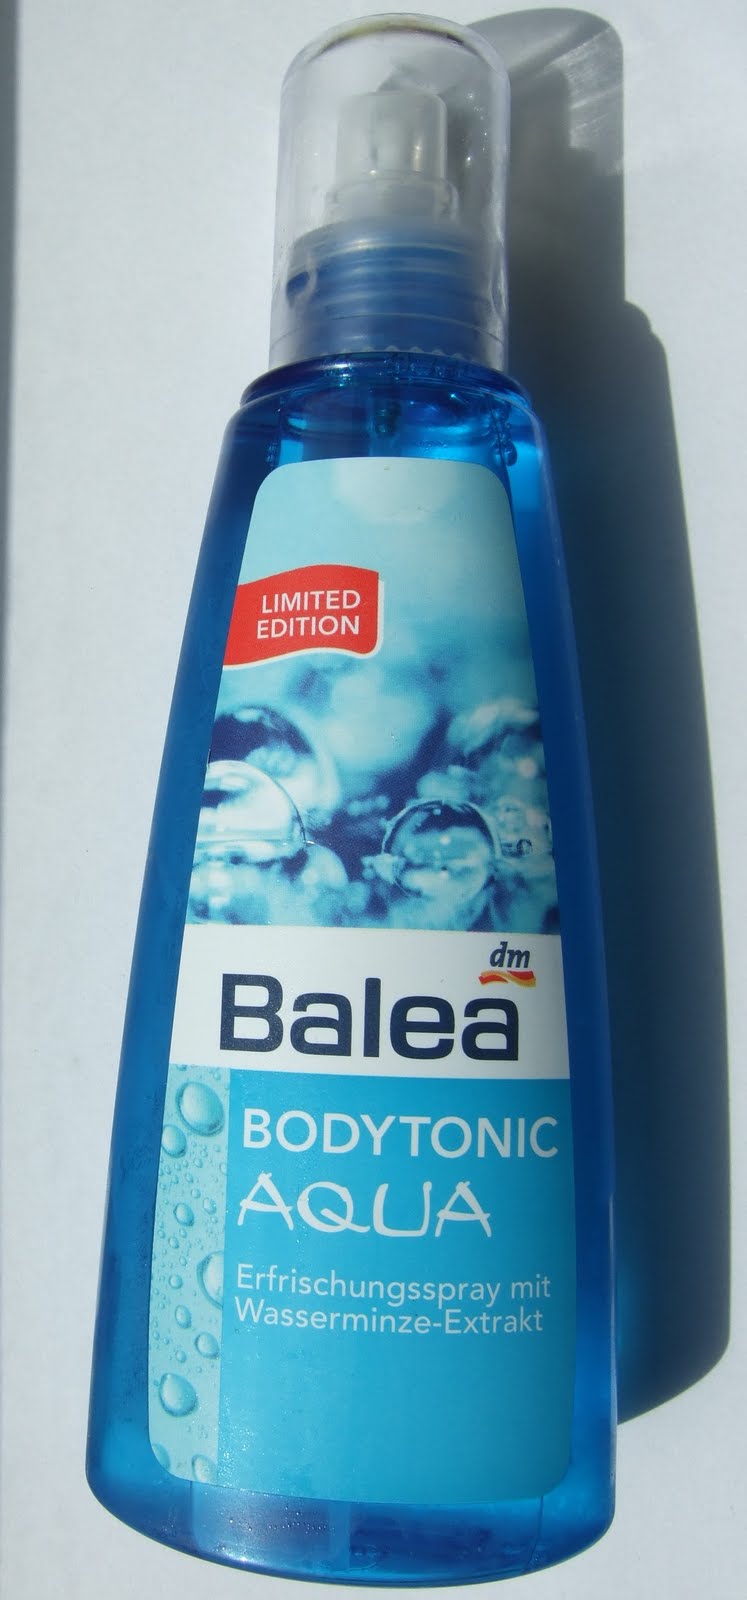 LIMITED
EDITION
dm
Balea
BODYTONIC
AQUA
Erfrischungsspray mit
Wasserminze-Extrakt